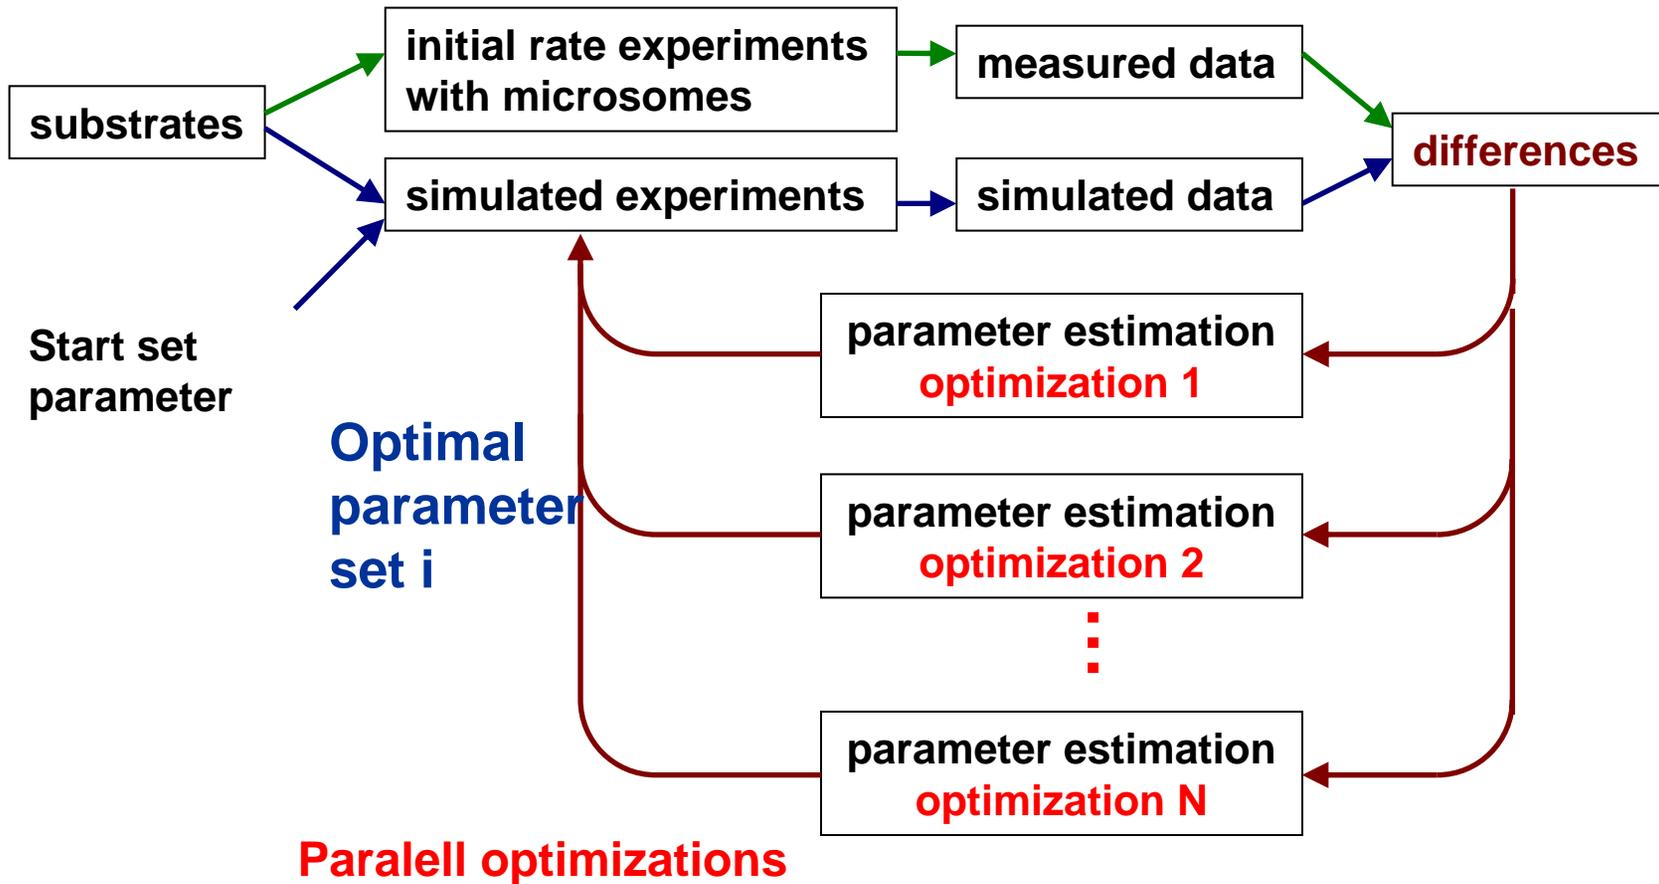 substrates
initial rate experiments
with microsomes
measured data
differences
simulated experiments
simulated data
Start set
parameter
Optimal
parameter
set i
parameter estimation
optimization 1
parameter estimation
optimization 2
parameter estimation
optimization N
Paralell optimizations